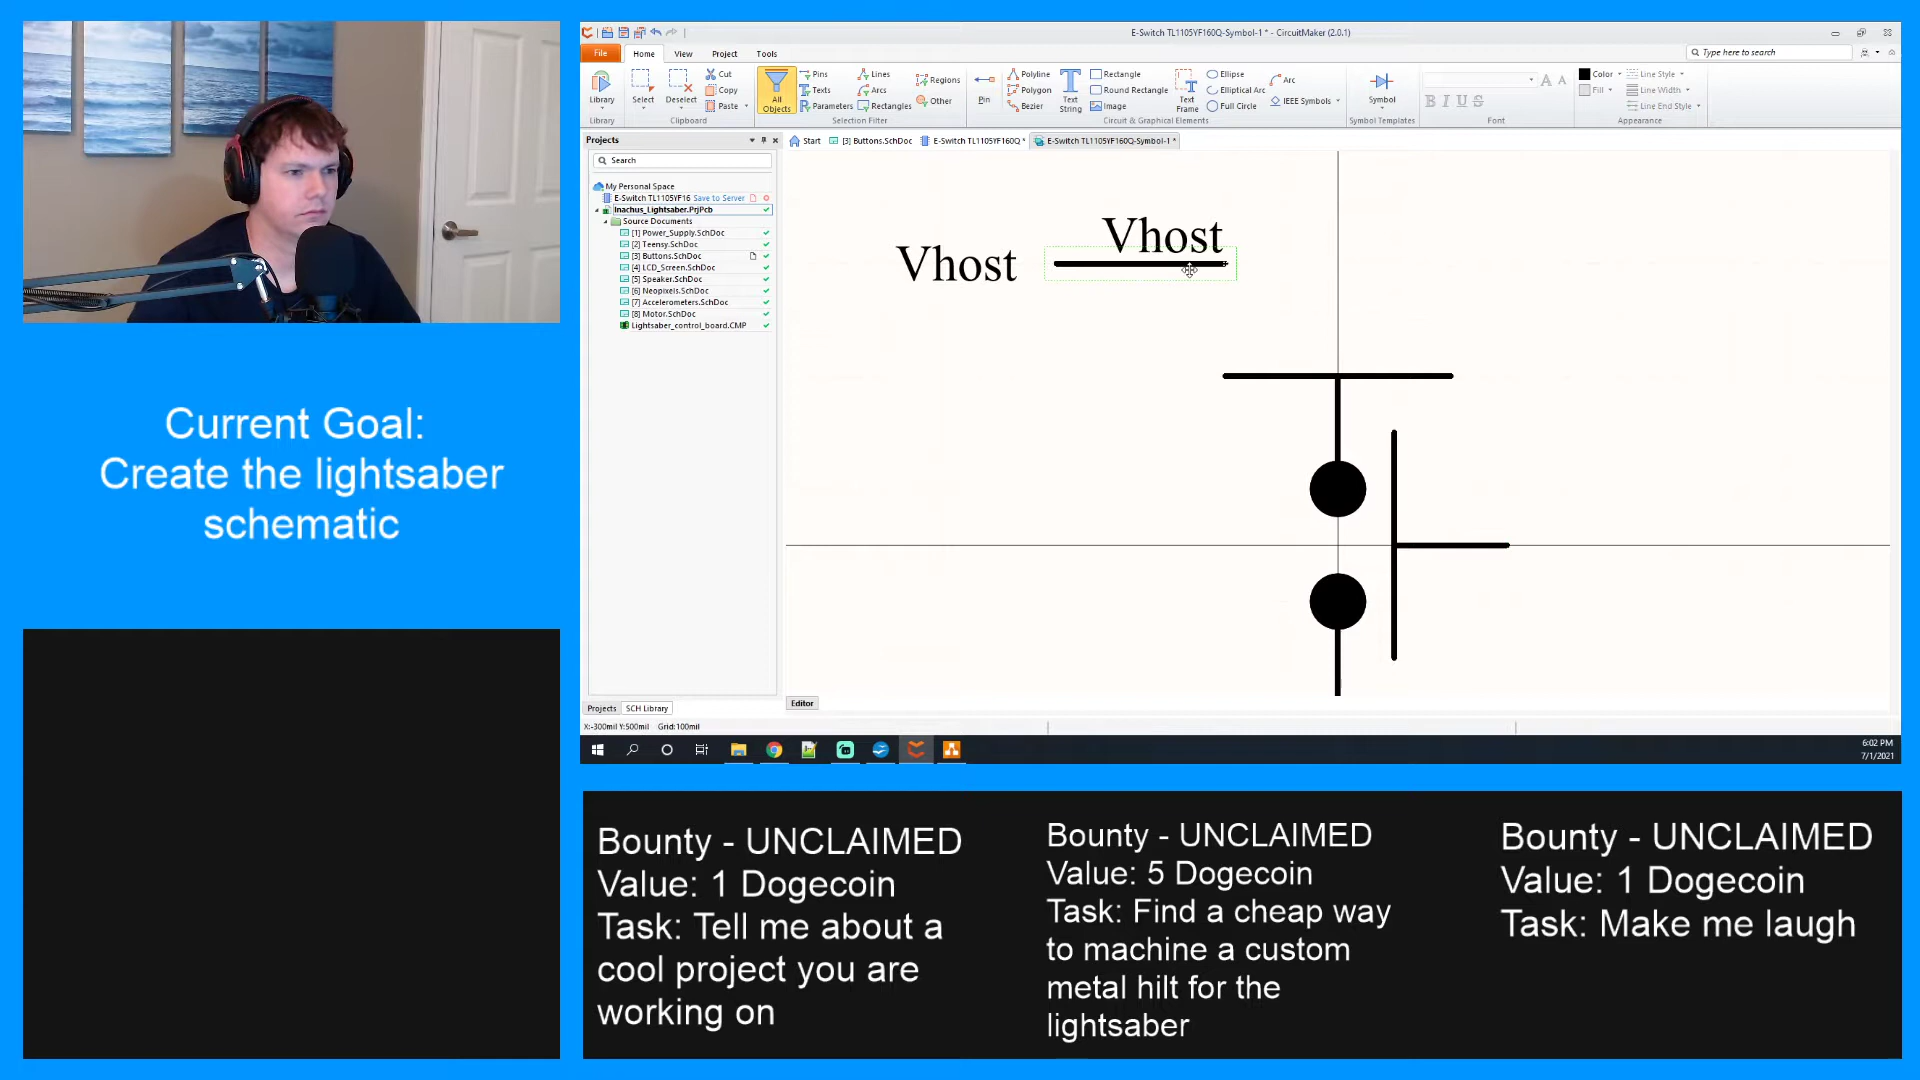 E-Switch TL1105YF160Q-Symbol-1 * - CircuitMaker (2.0.1)
File Home View Project Tools
Type here to search
Library
Select
Deselect
Cut
Copy
Paste
Clipboard
All Objects
Pins
Texts
Parameters
Lines
Arcs
Rectangles
Regions
Other
Selection Filter
Pin
Polyline
Polygon
Bezier
Text String
Rectangle
Round Rectangle
Image
Text Frame
Ellipse
Elliptical Arc
Full Circle
Arc
IEEE Symbols
Circuit & Graphical Elements
Symbol
Symbol Templates
A A
B I U S
Font
Color
Fill
Line Style
Line Width
Line End Style
Appearance
Projects
Start
[3] Buttons.SchDoc
E-Switch TL1105YF160Q *
E-Switch TL1105YF160Q-Symbol-1 *
Search
My Personal Space
E-Switch TL1105YF16 Save to Server
Inachus_Lightsaber.PrjPcb
Source Documents
[1] Power_Supply.SchDoc
[2] Teensy.SchDoc
[3] Buttons.SchDoc
[4] LCD_Screen.SchDoc
[5] Speaker.SchDoc
[6] Neopixels.SchDoc
[7] Accelerometers.SchDoc
[8] Motor.SchDoc
Lightsaber_control_board.CMP
Vhost
Vhost
Projects SCH Library
Editor
X:-300mil Y:500mil Grid:100mil
6:02 PM
7/1/2021
Current Goal:
Create the lightsaber
schematic
Bounty - UNCLAIMED
Value: 1 Dogecoin
Task: Tell me about a
cool project you are
working on
Bounty - UNCLAIMED
Value: 5 Dogecoin
Task: Find a cheap way
to machine a custom
metal hilt for the
lightsaber
Bounty - UNCLAIMED
Value: 1 Dogecoin
Task: Make me laugh